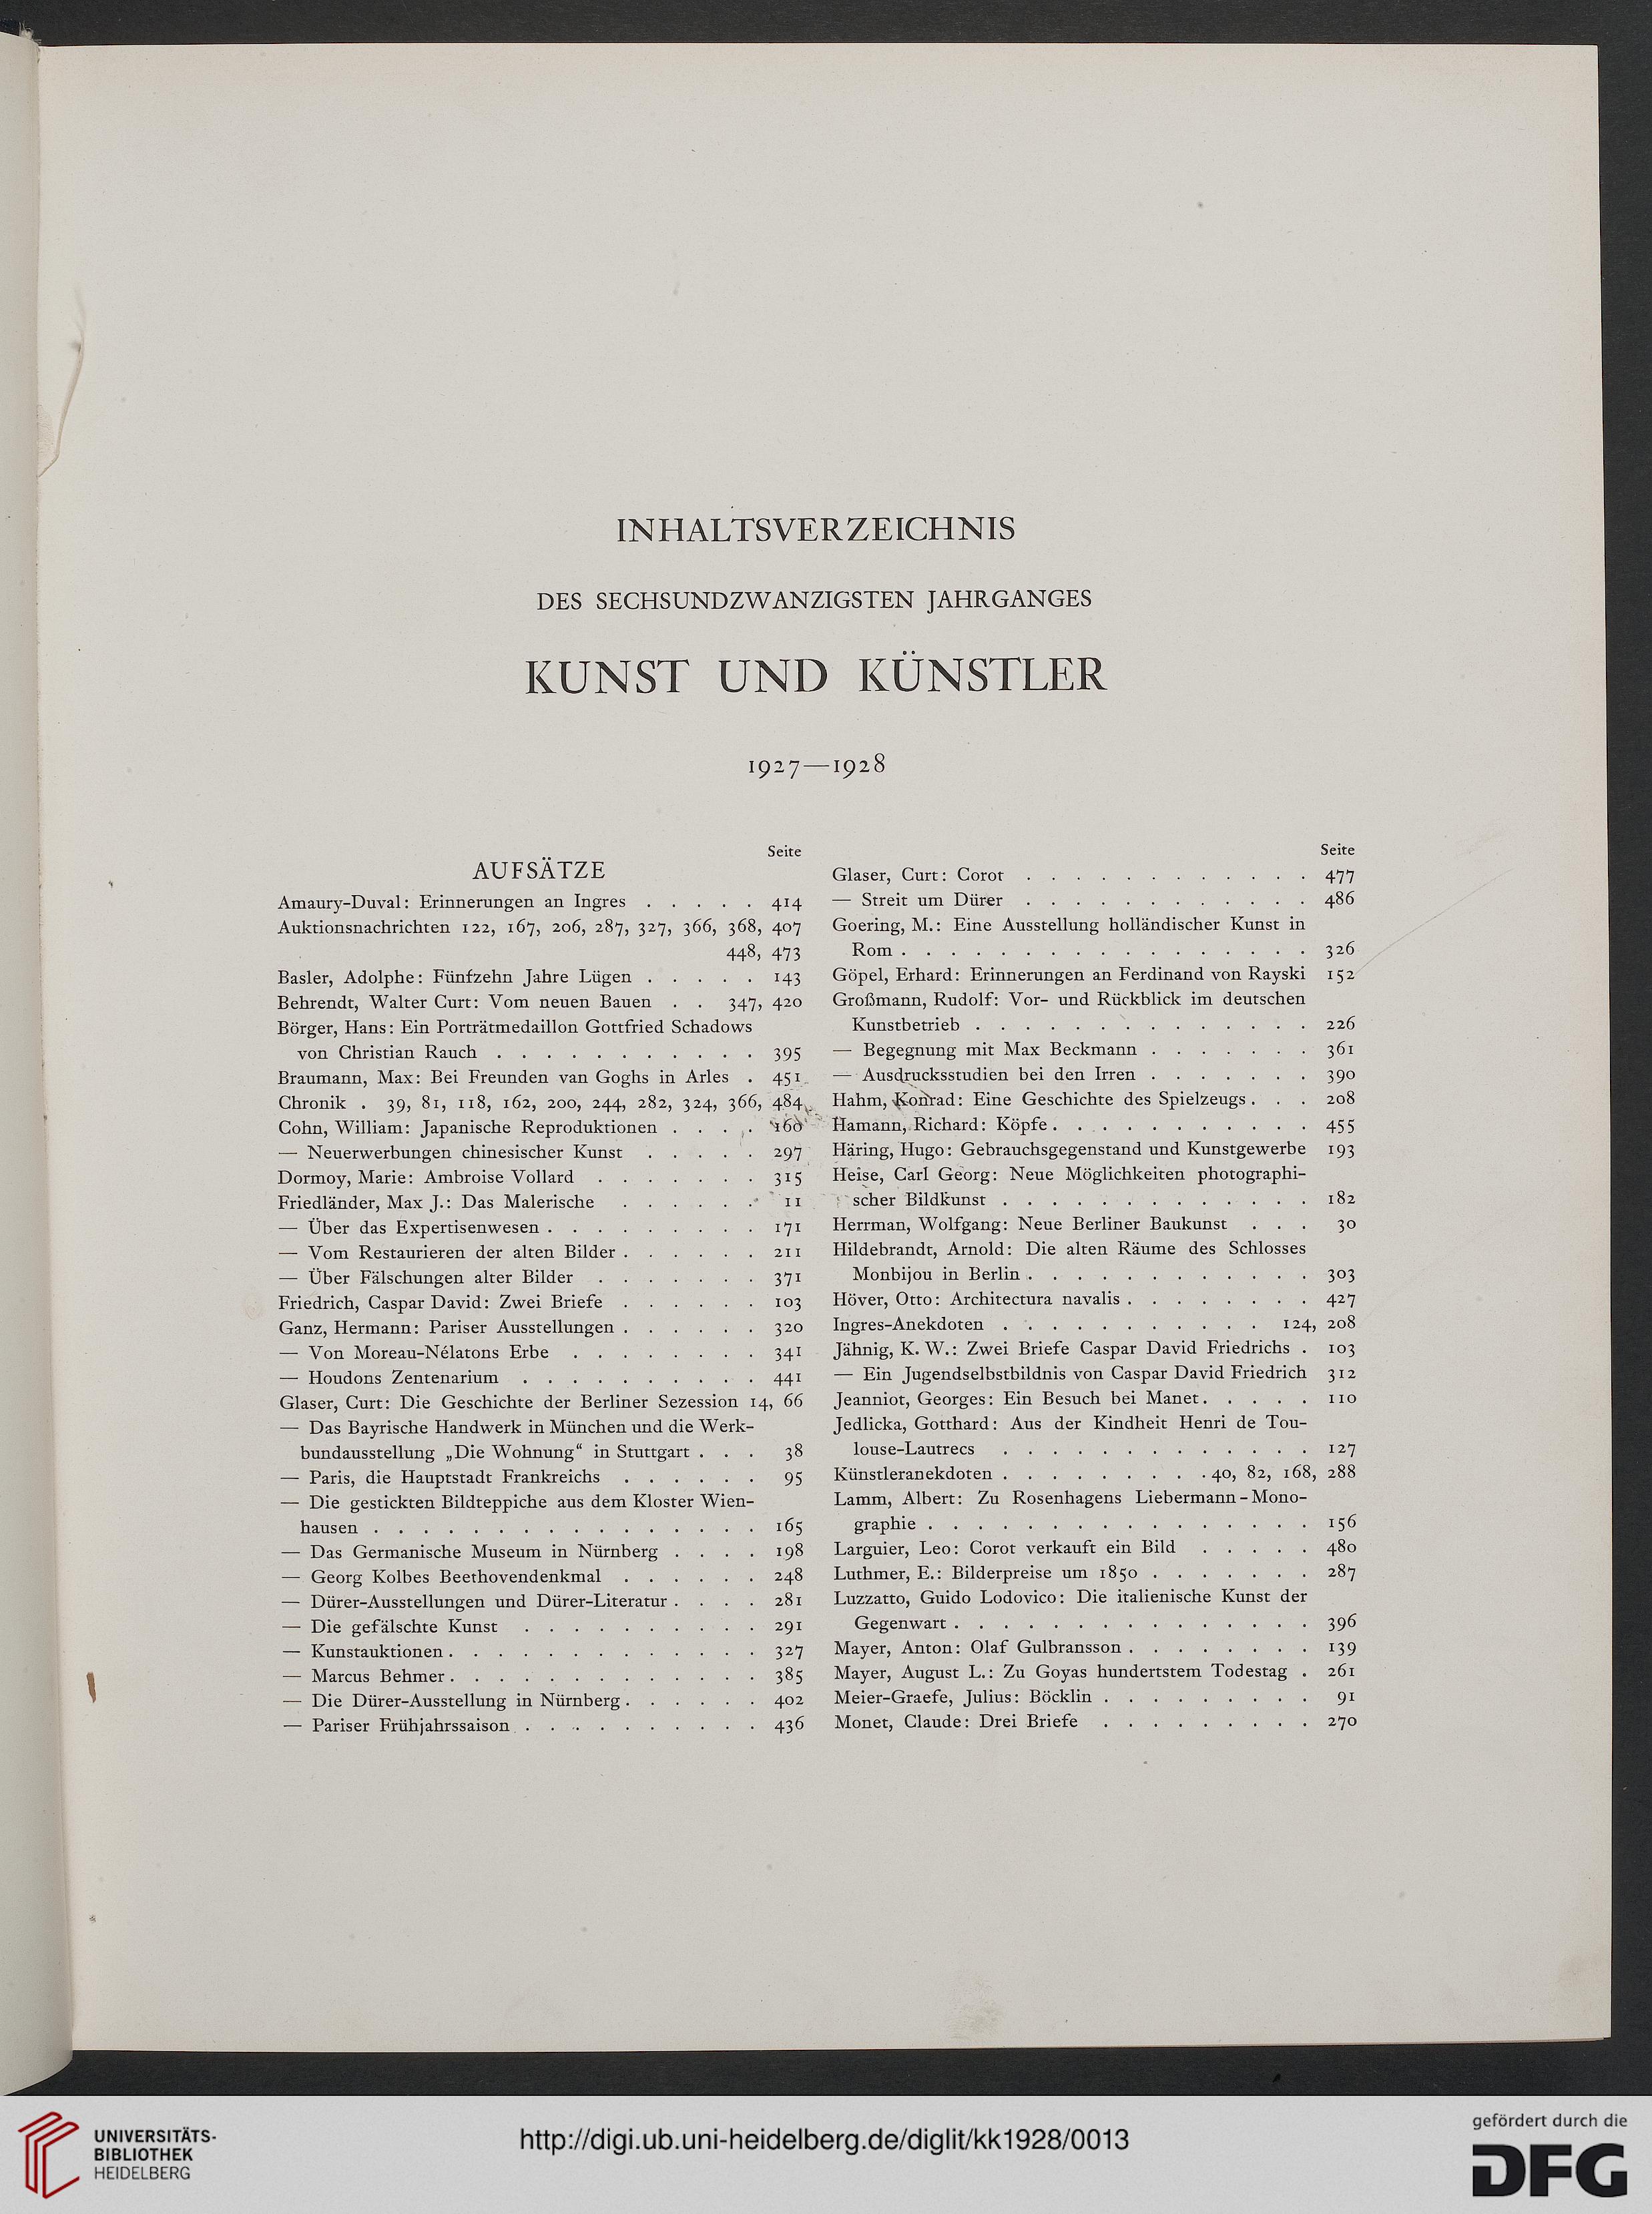 INHALTSVERZEICHNIS
DES SECHSUNDZWANZIGSTEN JAHRGANGES
KUNST UND KÜNSTLER
1927—1928
Seite
AUFSÄTZE
Amaury-Duval: Erinnerungen an Ingres . . . . . 414
Auktionsnachrichten 122, 167, 206, 287, 327, 366, 368, 407
448, 473
Basler, Adolphe: Fünfzehn Jahre Lügen . . . . . 143
Behrendt, Walter Curt: Vom neuen Bauen . . 347, 420
Börger, Hans: Ein Porträtmedaillon Gottfried Schadows
von Christian Rauch . . . . . . . . . . . 395
Braumann, Max: Bei Freunden van Goghs in Arles . 451
Chronik . 39, 81, 118, 162, 200, 244, 282, 324, 366, 484
Cohn, William: Japanische Reproduktionen . . . . 160
— Neuerwerbungen chinesischer Kunst . . . . . 297
Dormoy, Marie: Ambroise Vollard . . . . . . . 315
Friedländer, Max J.: Das Malerische . . . . . . 11
— Über das Expertisenwesen . . . . . . . . . 171
— Vom Restaurieren der alten Bilder . . . . . . 211
— Über Fälschungen alter Bilder . . . . . . . 371
Friedrich, Caspar David: Zwei Briefe . . . . . . 103
Ganz, Hermann: Pariser Ausstellungen . . . . . . 320
— Von Moreau-Nélatons Erbe . . . . . . . . 341
— Houdons Zentenarium . . . . . . . . . . 441
Glaser, Curt: Die Geschichte der Berliner Sezession 14, 66
— Das Bayrische Handwerk in München und die Werk-
bundausstellung „Die Wohnung“ in Stuttgart . . . 38
— Paris, die Hauptstadt Frankreichs . . . . . . 95
— Die gestickten Bildteppiche aus dem Kloster Wien-
hausen . . . . . . . . . . . . . . . . 165
— Das Germanische Museum in Nürnberg . . . . 198
— Georg Kolbes Beethovendenkmal . . . . . . 248
— Dürer-Ausstellungen und Dürer-Literatur . . . . 281
— Die gefälschte Kunst . . . . . . . . . . 291
— Kunstauktionen . . . . . . . . . . . . . 327
— Marcus Behmer . . . . . . . . . . . . . 385
— Die Dürer-Ausstellung in Nürnberg . . . . . . 402
— Pariser Frühjahrssaison . . . . . . . . . . 436
Seite
Glaser, Curt: Corot . . . . . . . . . . . . 477
— Streit um Dürer . . . . . . . . . . . . 486
Goering, M.: Eine Ausstellung holländischer Kunst in
Rom . . . . . . . . . . . . . . . . . 326
Göpel, Erhard: Erinnerungen an Ferdinand von Rayski 152
Großmann, Rudolf: Vor- und Rückblick im deutschen
Kunstbetrieb . . . . . . . . . . . . . . 226
— Begegnung mit Max Beckmann . . . . . . . 361
— Ausdrucksstudien bei den Irren . . . . . . . 390
Hahm, Konrad: Eine Geschichte des Spielzeugs . . . 208
Hamann, Richard: Köpfe . . . . . . . . . . . 455
Häring, Hugo: Gebrauchsgegenstand und Kunstgewerbe 193
Heise, Carl Georg: Neue Möglichkeiten photographi-
scher Bildkunst . . . . . . . . . . . . . 182
Herrman, Wolfgang: Neue Berliner Baukunst . . . 30
Hildebrandt, Arnold: Die alten Räume des Schlosses
Monbijou in Berlin . . . . . . . . . . . . 303
Höver, Otto: Architectura navalis . . . . . . . . 427
Ingres-Anekdoten . . . . . . . . . . . 124, 208
Jähnig, K. W.: Zwei Briefe Caspar David Friedrichs . 103
— Ein Jugendselbstbildnis von Caspar David Friedrich 312
Jeanniot, Georges: Ein Besuch bei Manet . . . . . 110
Jedlicka, Gotthard: Aus der Kindheit Henri de Tou-
louse-Lautrecs . . . . . . . . . . . . . 127
Künstleranekdoten . . . . . . . . . 40, 82, 168, 288
Lamm, Albert: Zu Rosenhagens Liebermann-Mono-
graphie . . . . . . . . . . . . . . . . 156
Larguier, Leo: Corot verkauft ein Bild . . . . . 480
Luthmer, E.: Bilderpreise um 1850 . . . . . . . 287
Luzzatto, Guido Lodovico: Die italienische Kunst der
Gegenwart . . . . . . . . . . . . . . . 396
Mayer, Anton: Olaf Gulbransson . . . . . . . . 139
Mayer, August L.: Zu Goyas hundertstem Todestag . 261
Meier-Graefe, Julius: Böcklin . . . . . . . . . 91
Monet, Claude: Drei Briefe . . . . . . . . . 270
UNIVERSITÄTS-
BIBLIOTHEK
HEIDELBERG
http://digi.ub.uni-heidelberg.de/diglit/kk1928/0013
gefördert durch die
DFG